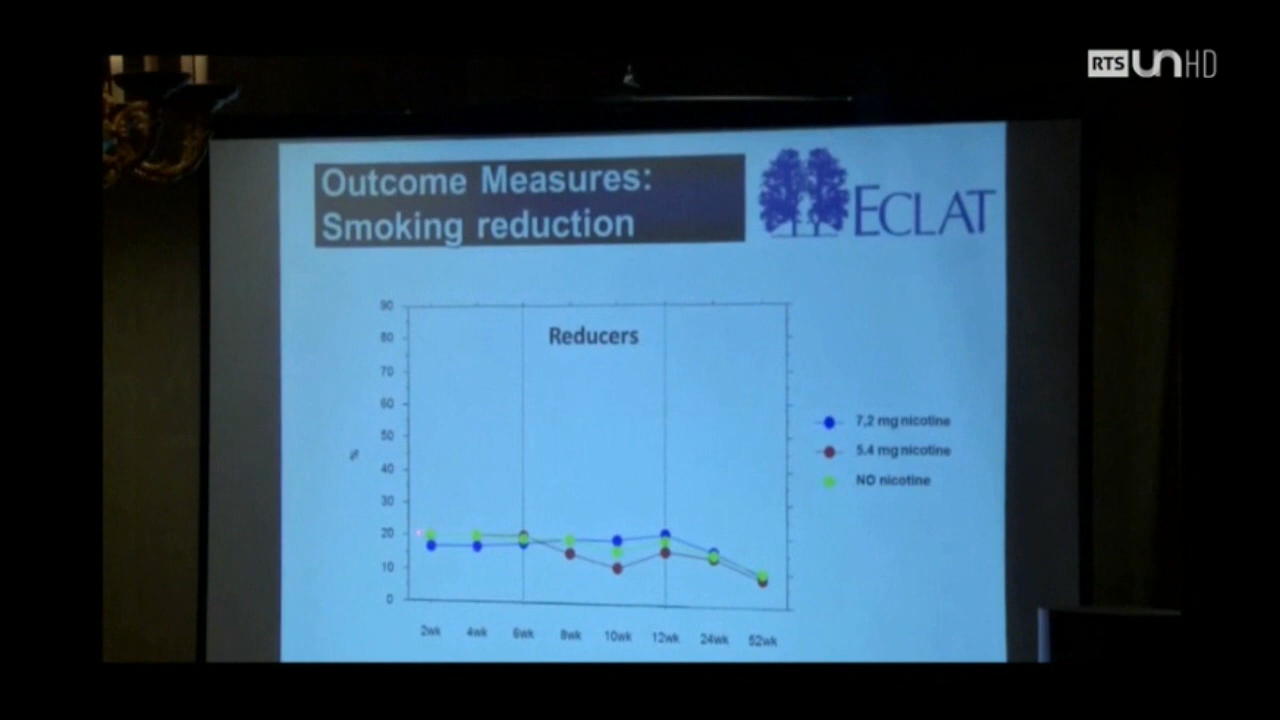 RTS UN HD
Outcome Measures:
Smoking reduction
ECLAT
Reducers
90
80
70
60
50
40
30
20
10
0
%
2wk 4wk 6wk 8wk 10wk 12wk 24wk 52wk
7,2 mg nicotine
5.4 mg nicotine
NO nicotine